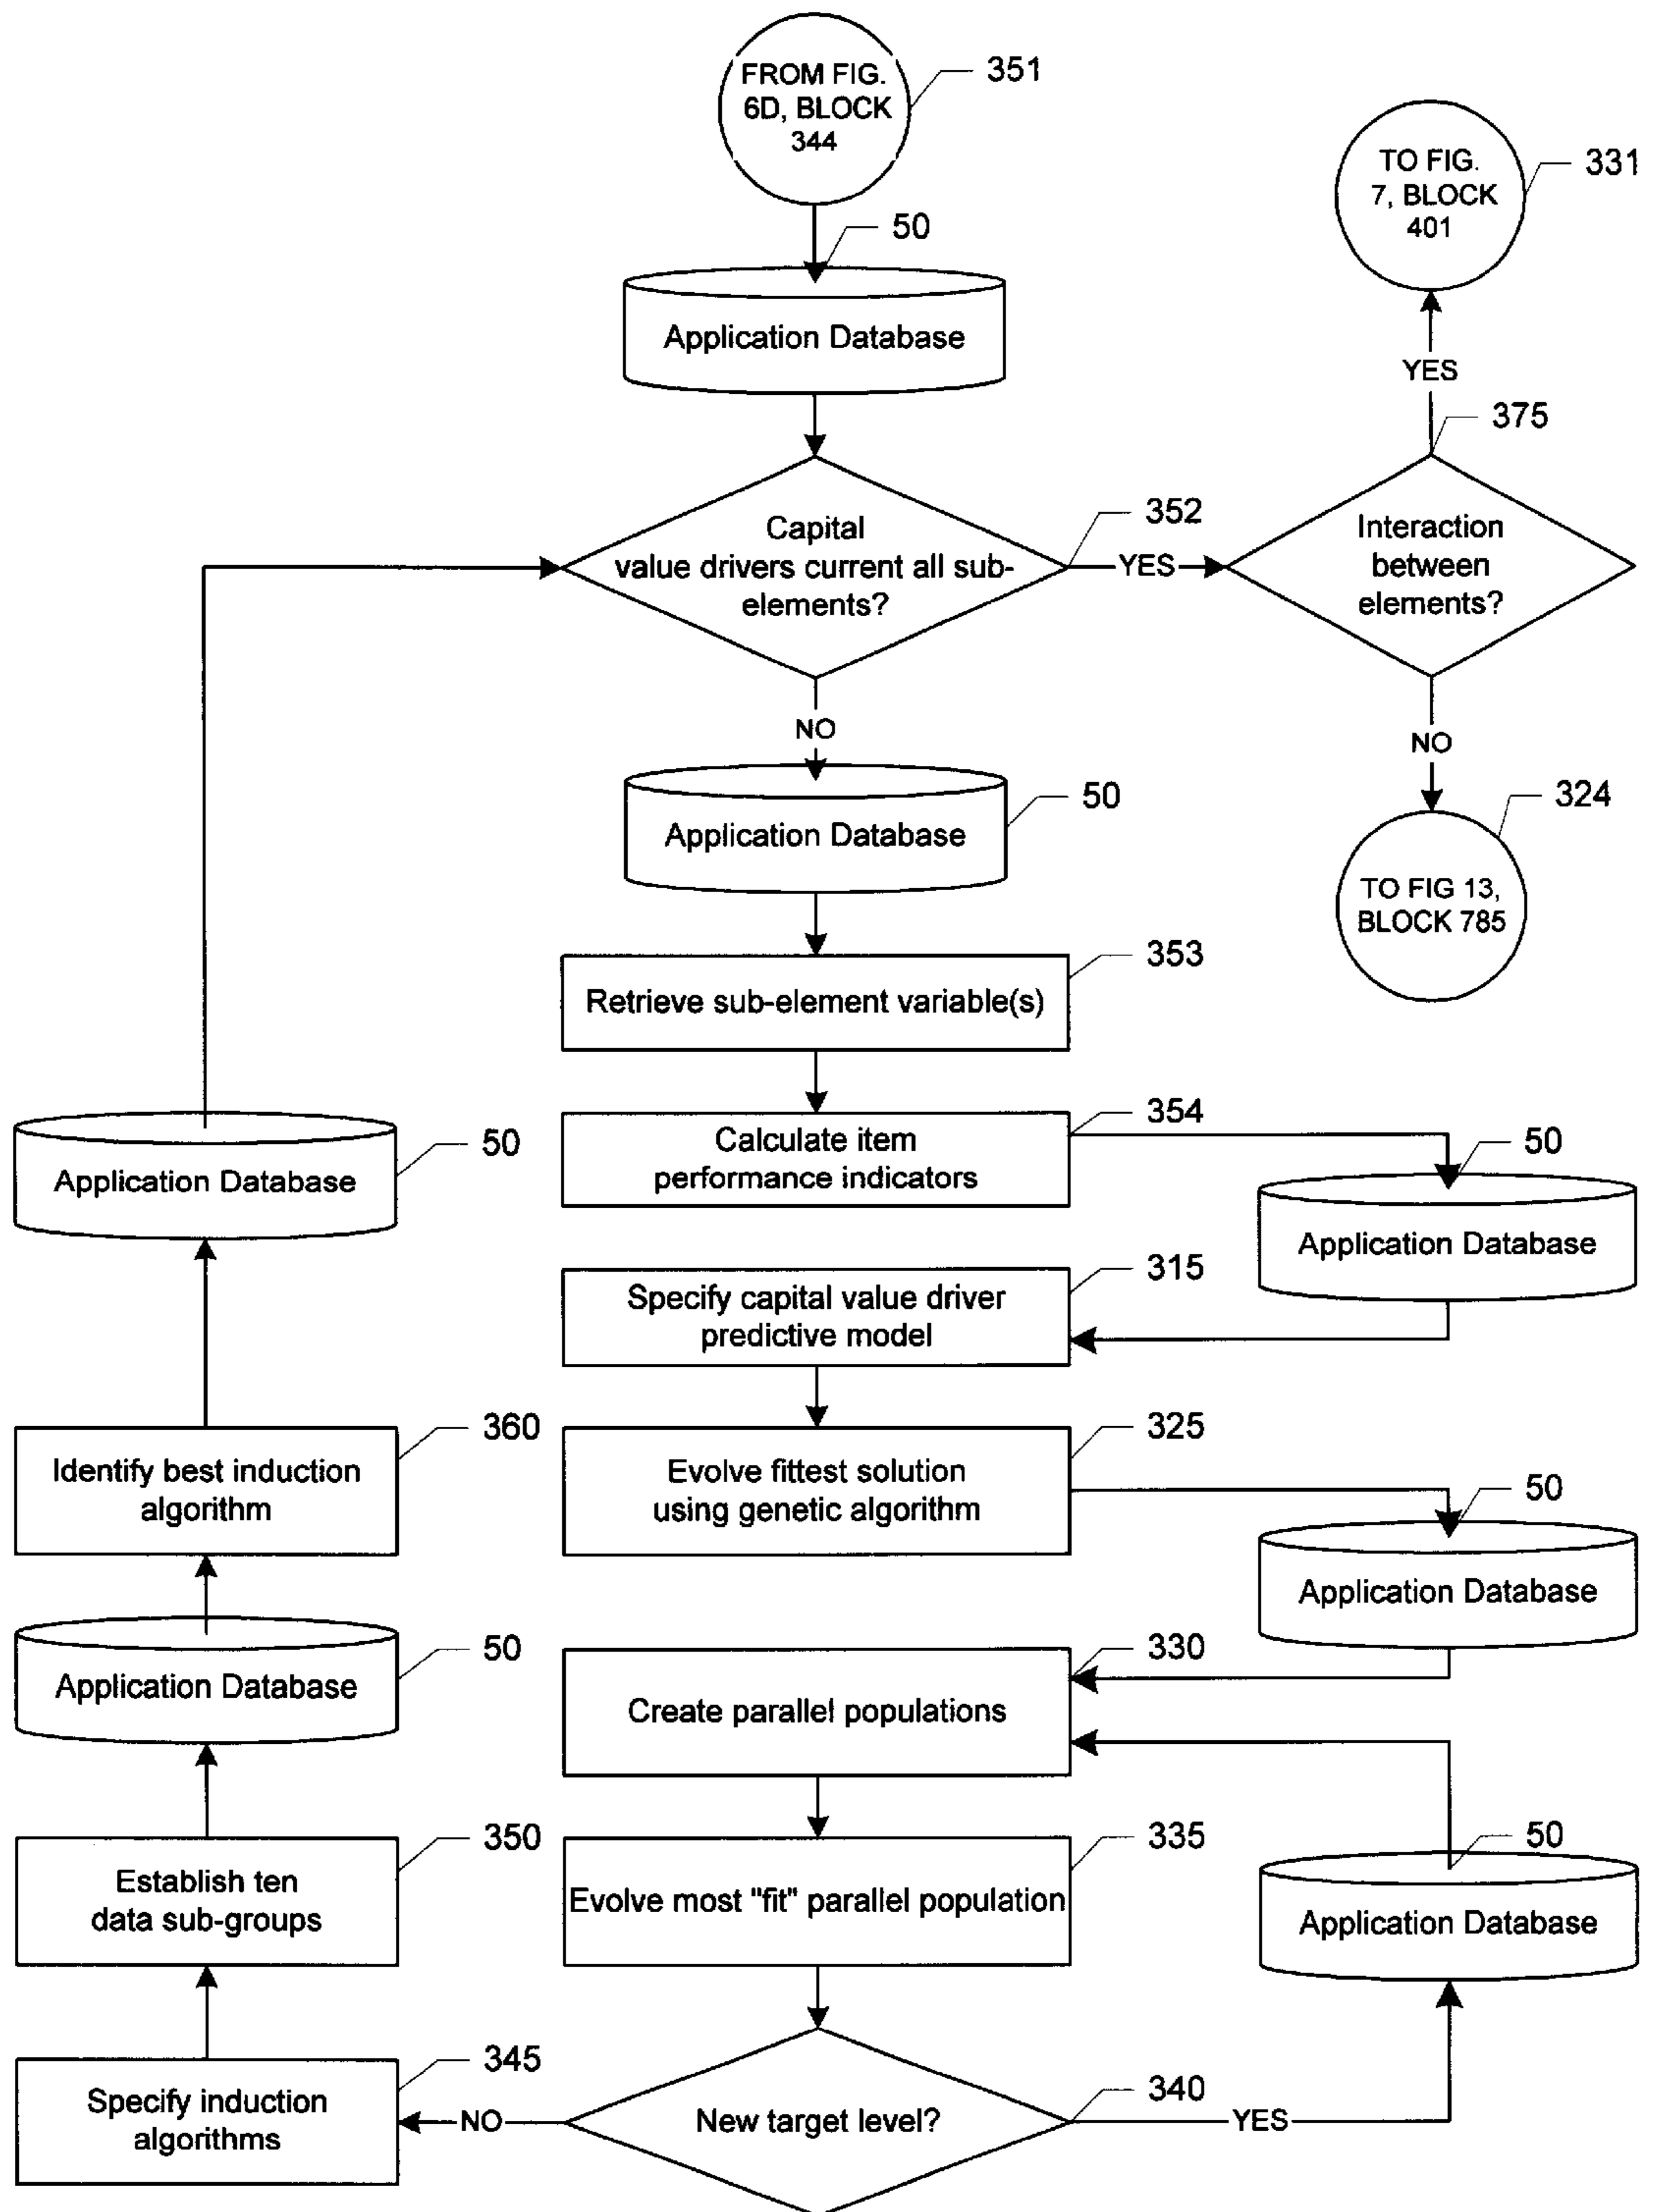 FROM FIG.
6D, BLOCK
344
351
TO FIG.
7, BLOCK
401
331
50
Application Database
YES
375
Capital
value drivers current all sub-
elements?
352
YES
Interaction
between
elements?
NO
NO
50
Application Database
324
TO FIG 13,
BLOCK 785
353
Retrieve sub-element variable(s)
354
Calculate item
performance indicators
50
Application Database
50
Application Database
315
Specify capital value driver
predictive model
360
Identify best induction
algorithm
325
Evolve fittest solution
using genetic algorithm
50
Application Database
50
Application Database
330
Create parallel populations
350
Establish ten
data sub-groups
335
Evolve most "fit" parallel population
50
Application Database
345
Specify induction
algorithms
NO
New target level?
340
YES